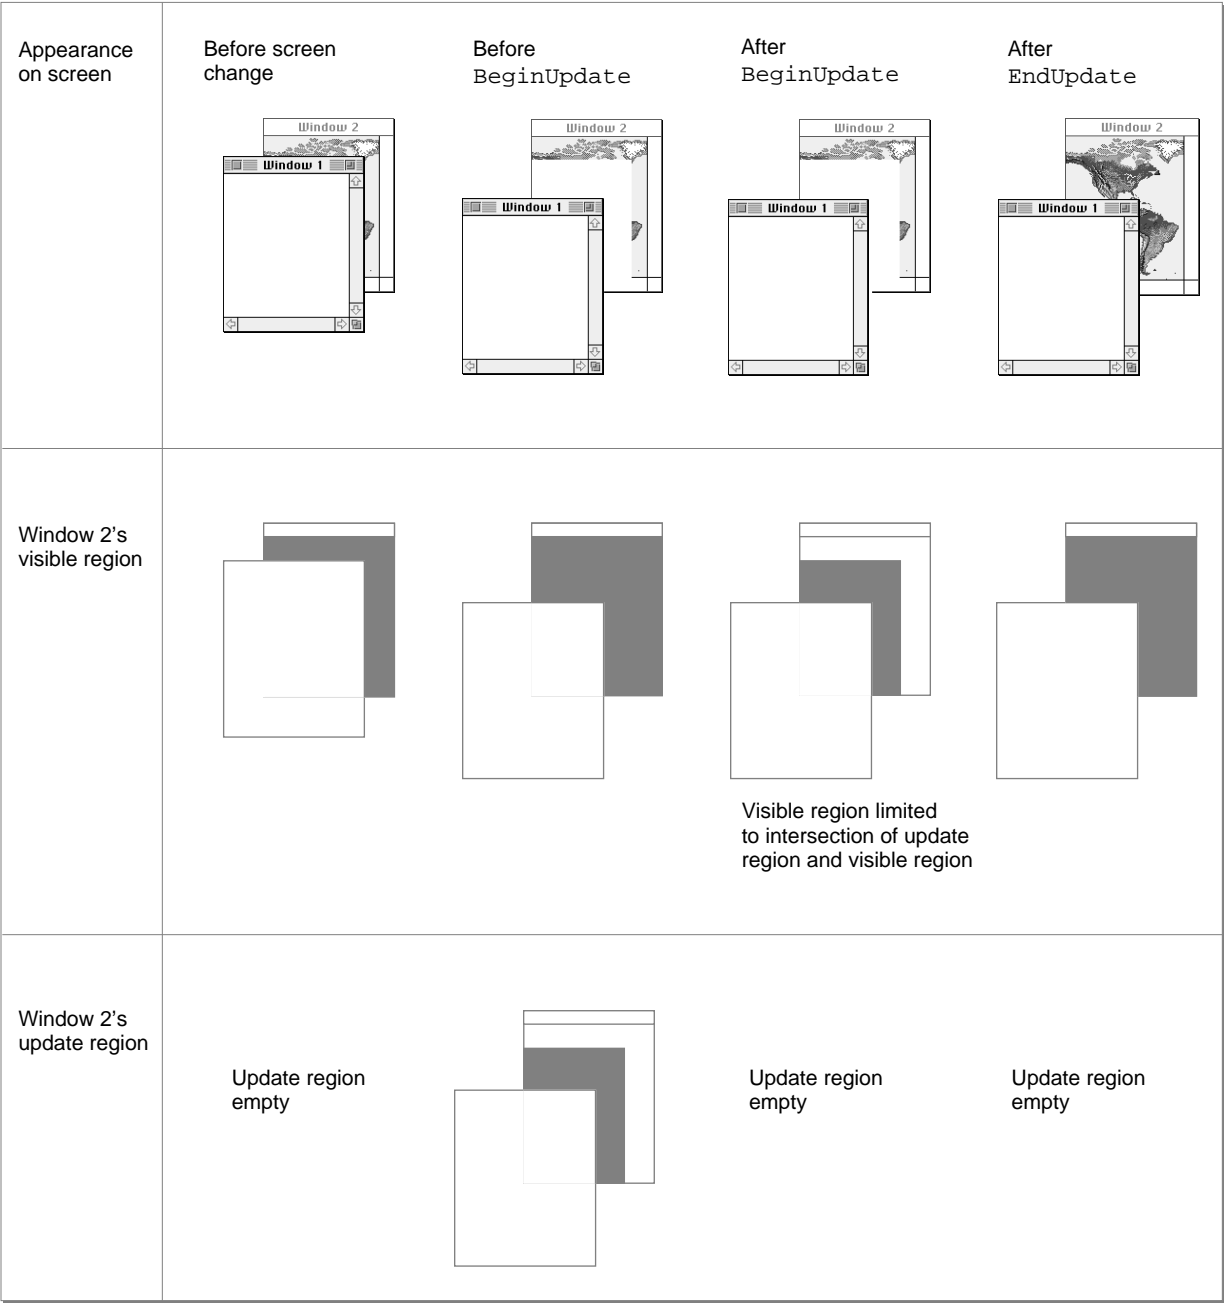 Appearance
on screen
Before screen
change
Before
BeginUpdate
After
BeginUpdate
After
EndUpdate
Window 2
Window 1
Window 2
Window 1
Window 2
Window 1
Window 2
Window 1
Window 2's
visible region
Visible region limited
to intersection of update
region and visible region
Window 2's
update region
Update region
empty
Update region
empty
Update region
empty